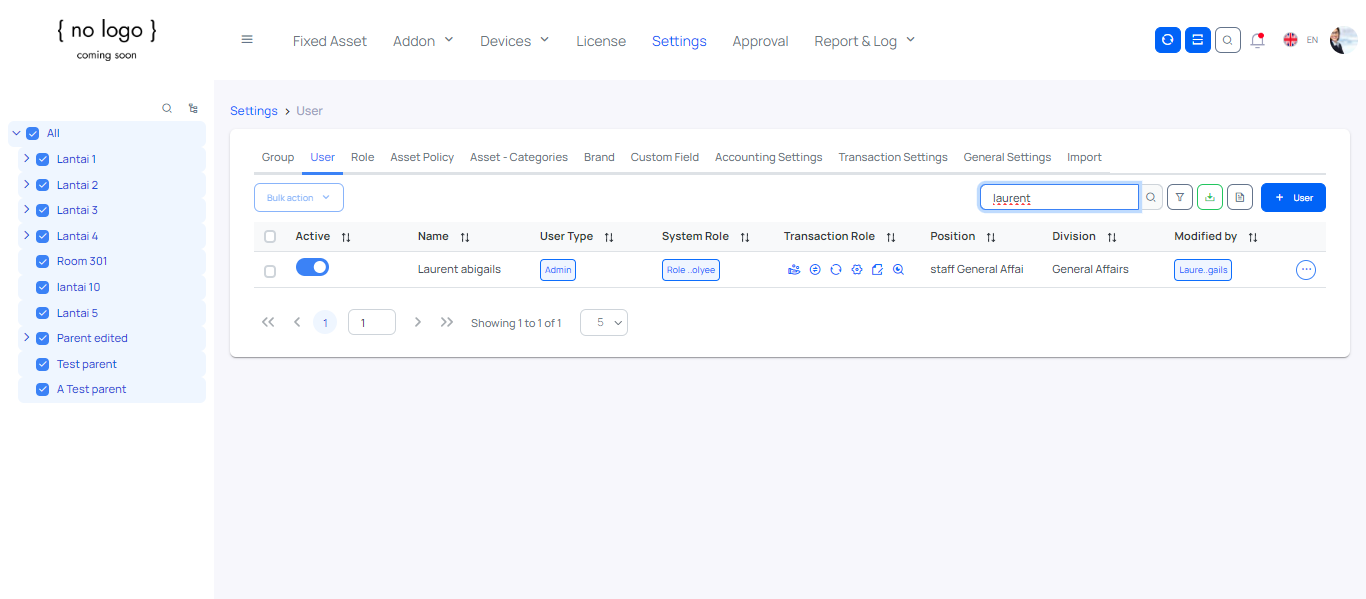 { no logo }
coming soon
Fixed Asset Addon Devices License Settings Approval Report & Log EN
All
Lantai 1
Lantai 2
Lantai 3
Lantai 4
Room 301
lantai 10
Lantai 5
Parent edited
Test parent
A Test parent
Settings > User
Group User Role Asset Policy Asset - Categories Brand Custom Field Accounting Settings Transaction Settings General Settings Import
Bulk action laurent + User
Active Name User Type System Role Transaction Role Position Division Modified by
Laurent abigails Admin Role ..olyee staff General Affai General Affairs Laure..gails
1 1 Showing 1 to 1 of 1 5